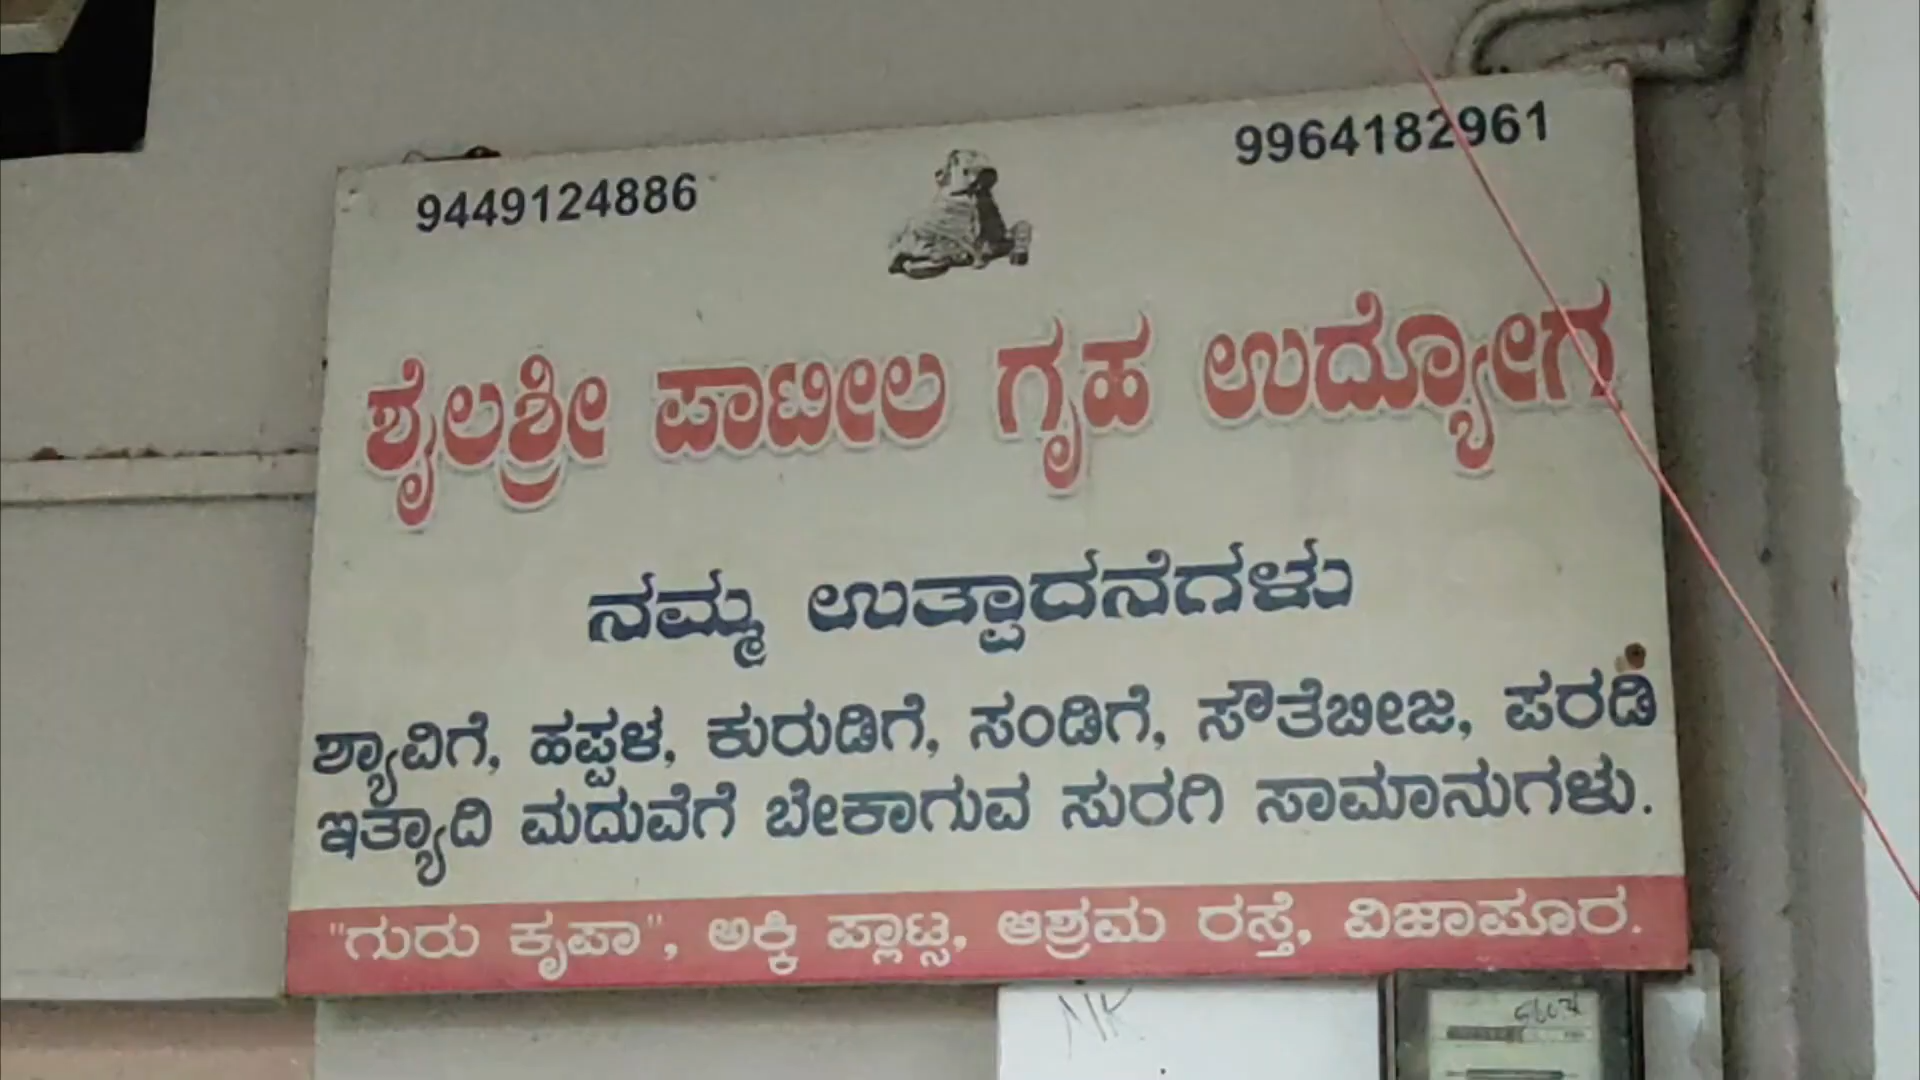 9449124886 9964182961
ಶೈಲಶ್ರೀ ಪಾಟೀಲ ಗೃಹ ಉದ್ಯೋಗ
ನಮ್ಮ ಉತ್ಪಾದನೆಗಳು
ಶ್ಯಾವಿಗೆ, ಹಪ್ಪಳ, ಕುರುಡಿಗೆ, ಸಂಡಿಗೆ, ಸೌತೆಬೀಜ, ಪರಡಿ
ಇತ್ಯಾದಿ ಮದುವೆಗೆ ಬೇಕಾಗುವ ಸುರಗಿ ಸಾಮಾನುಗಳು.
"ಗುರು ಕೃಪಾ", ಅಕ್ಕಿ ಪ್ಲಾಟ್ಸ, ಆಶ್ರಮ ರಸ್ತೆ, ವಿಜಾಪೂರ.